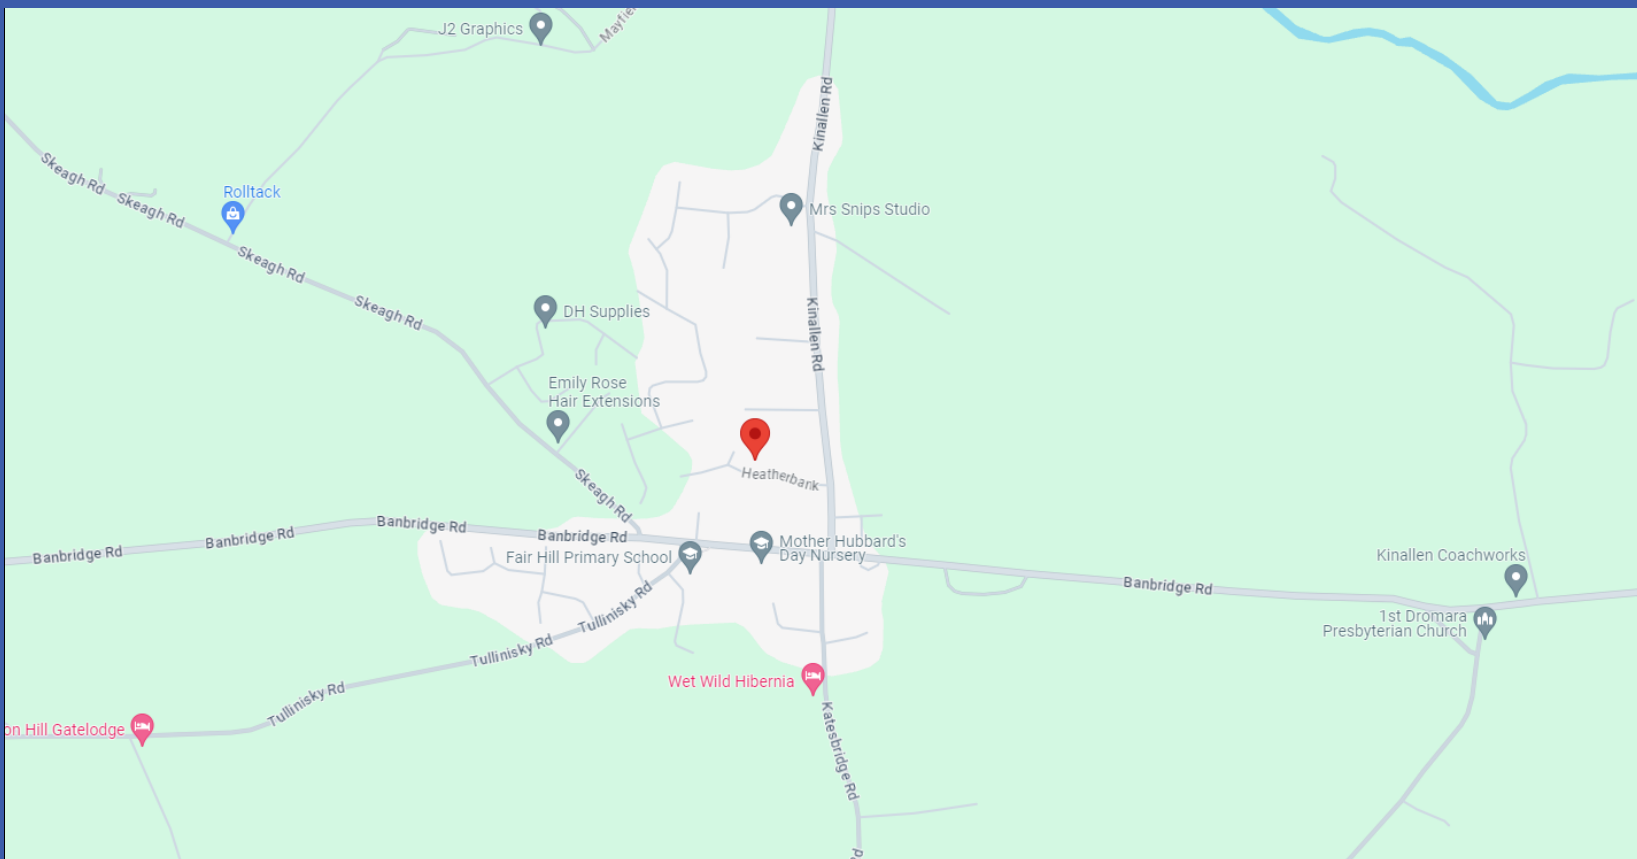 J2 Graphics
Kinallen Rd
Skeagh Rd
Skeagh Rd
Rolltack
Mrs Snips Studio
Skeagh Rd
Skeagh Rd
DH Supplies
Kinallen Rd
Emily Rose
Hair Extensions
Heatherbank
Skeagh Rd
Banbridge Rd
Banbridge Rd
Banbridge Rd
Banbridge Rd
Fair Hill Primary School
Mother Hubbard's
Day Nursery
Kinallen Coachworks
Banbridge Rd
Tullinisky Rd
1st Dromara
Presbyterian Church
Tullinisky Rd
Wet Wild Hibernia
Tullinisky Rd
on Hill Gatelodge
Katesbridge Rd